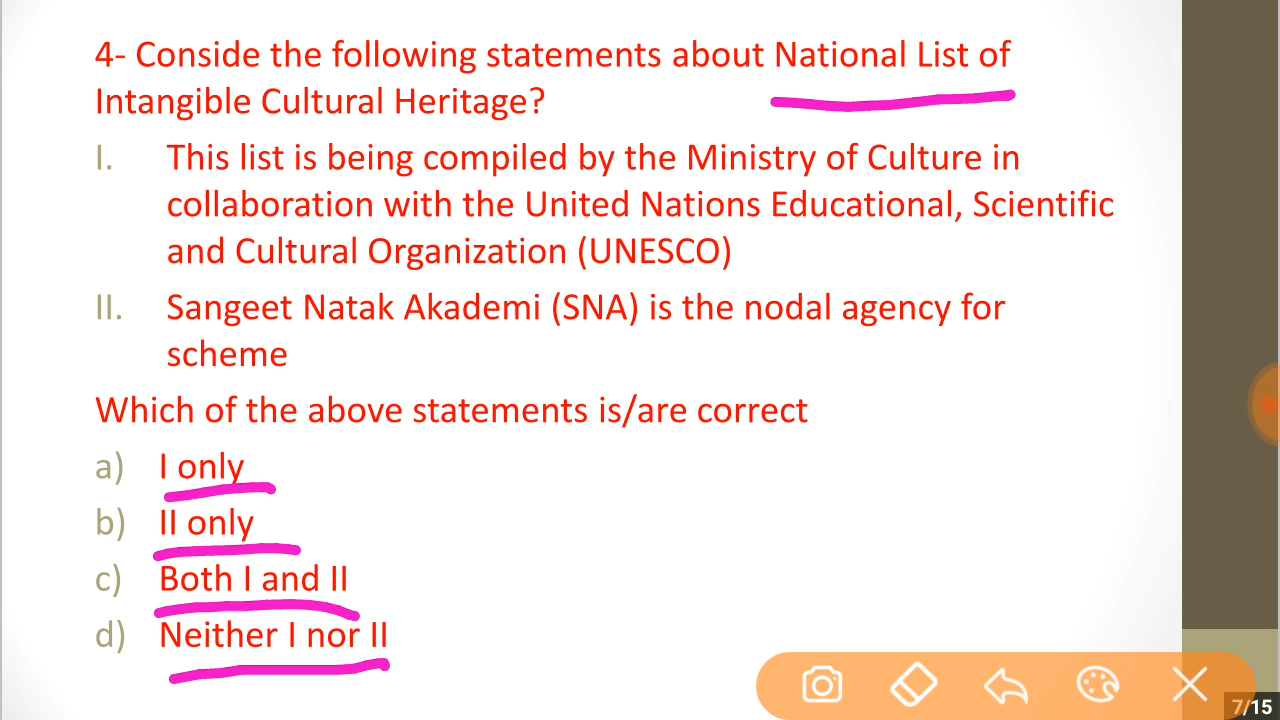 4- Conside the following statements about National List of
Intangible Cultural Heritage?
I. This list is being compiled by the Ministry of Culture in
collaboration with the United Nations Educational, Scientific
and Cultural Organization (UNESCO)
II. Sangeet Natak Akademi (SNA) is the nodal agency for
scheme
Which of the above statements is/are correct
a) I only
b) II only
c) Both I and II
d) Neither I nor II
7/15